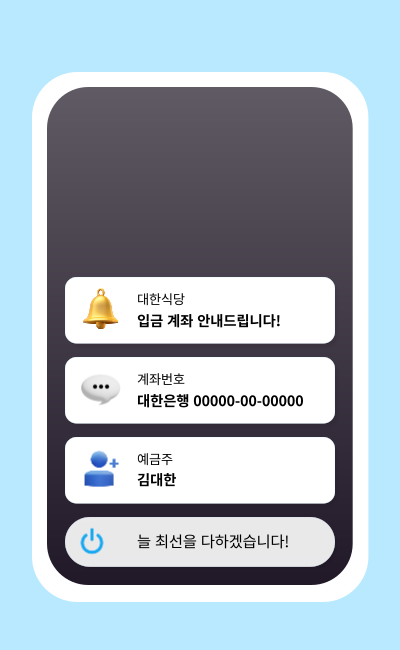 대한식당
입금 계좌 안내드립니다!
계좌번호
대한은행 00000-00-00000
예금주
김대한
늘 최선을 다하겠습니다!